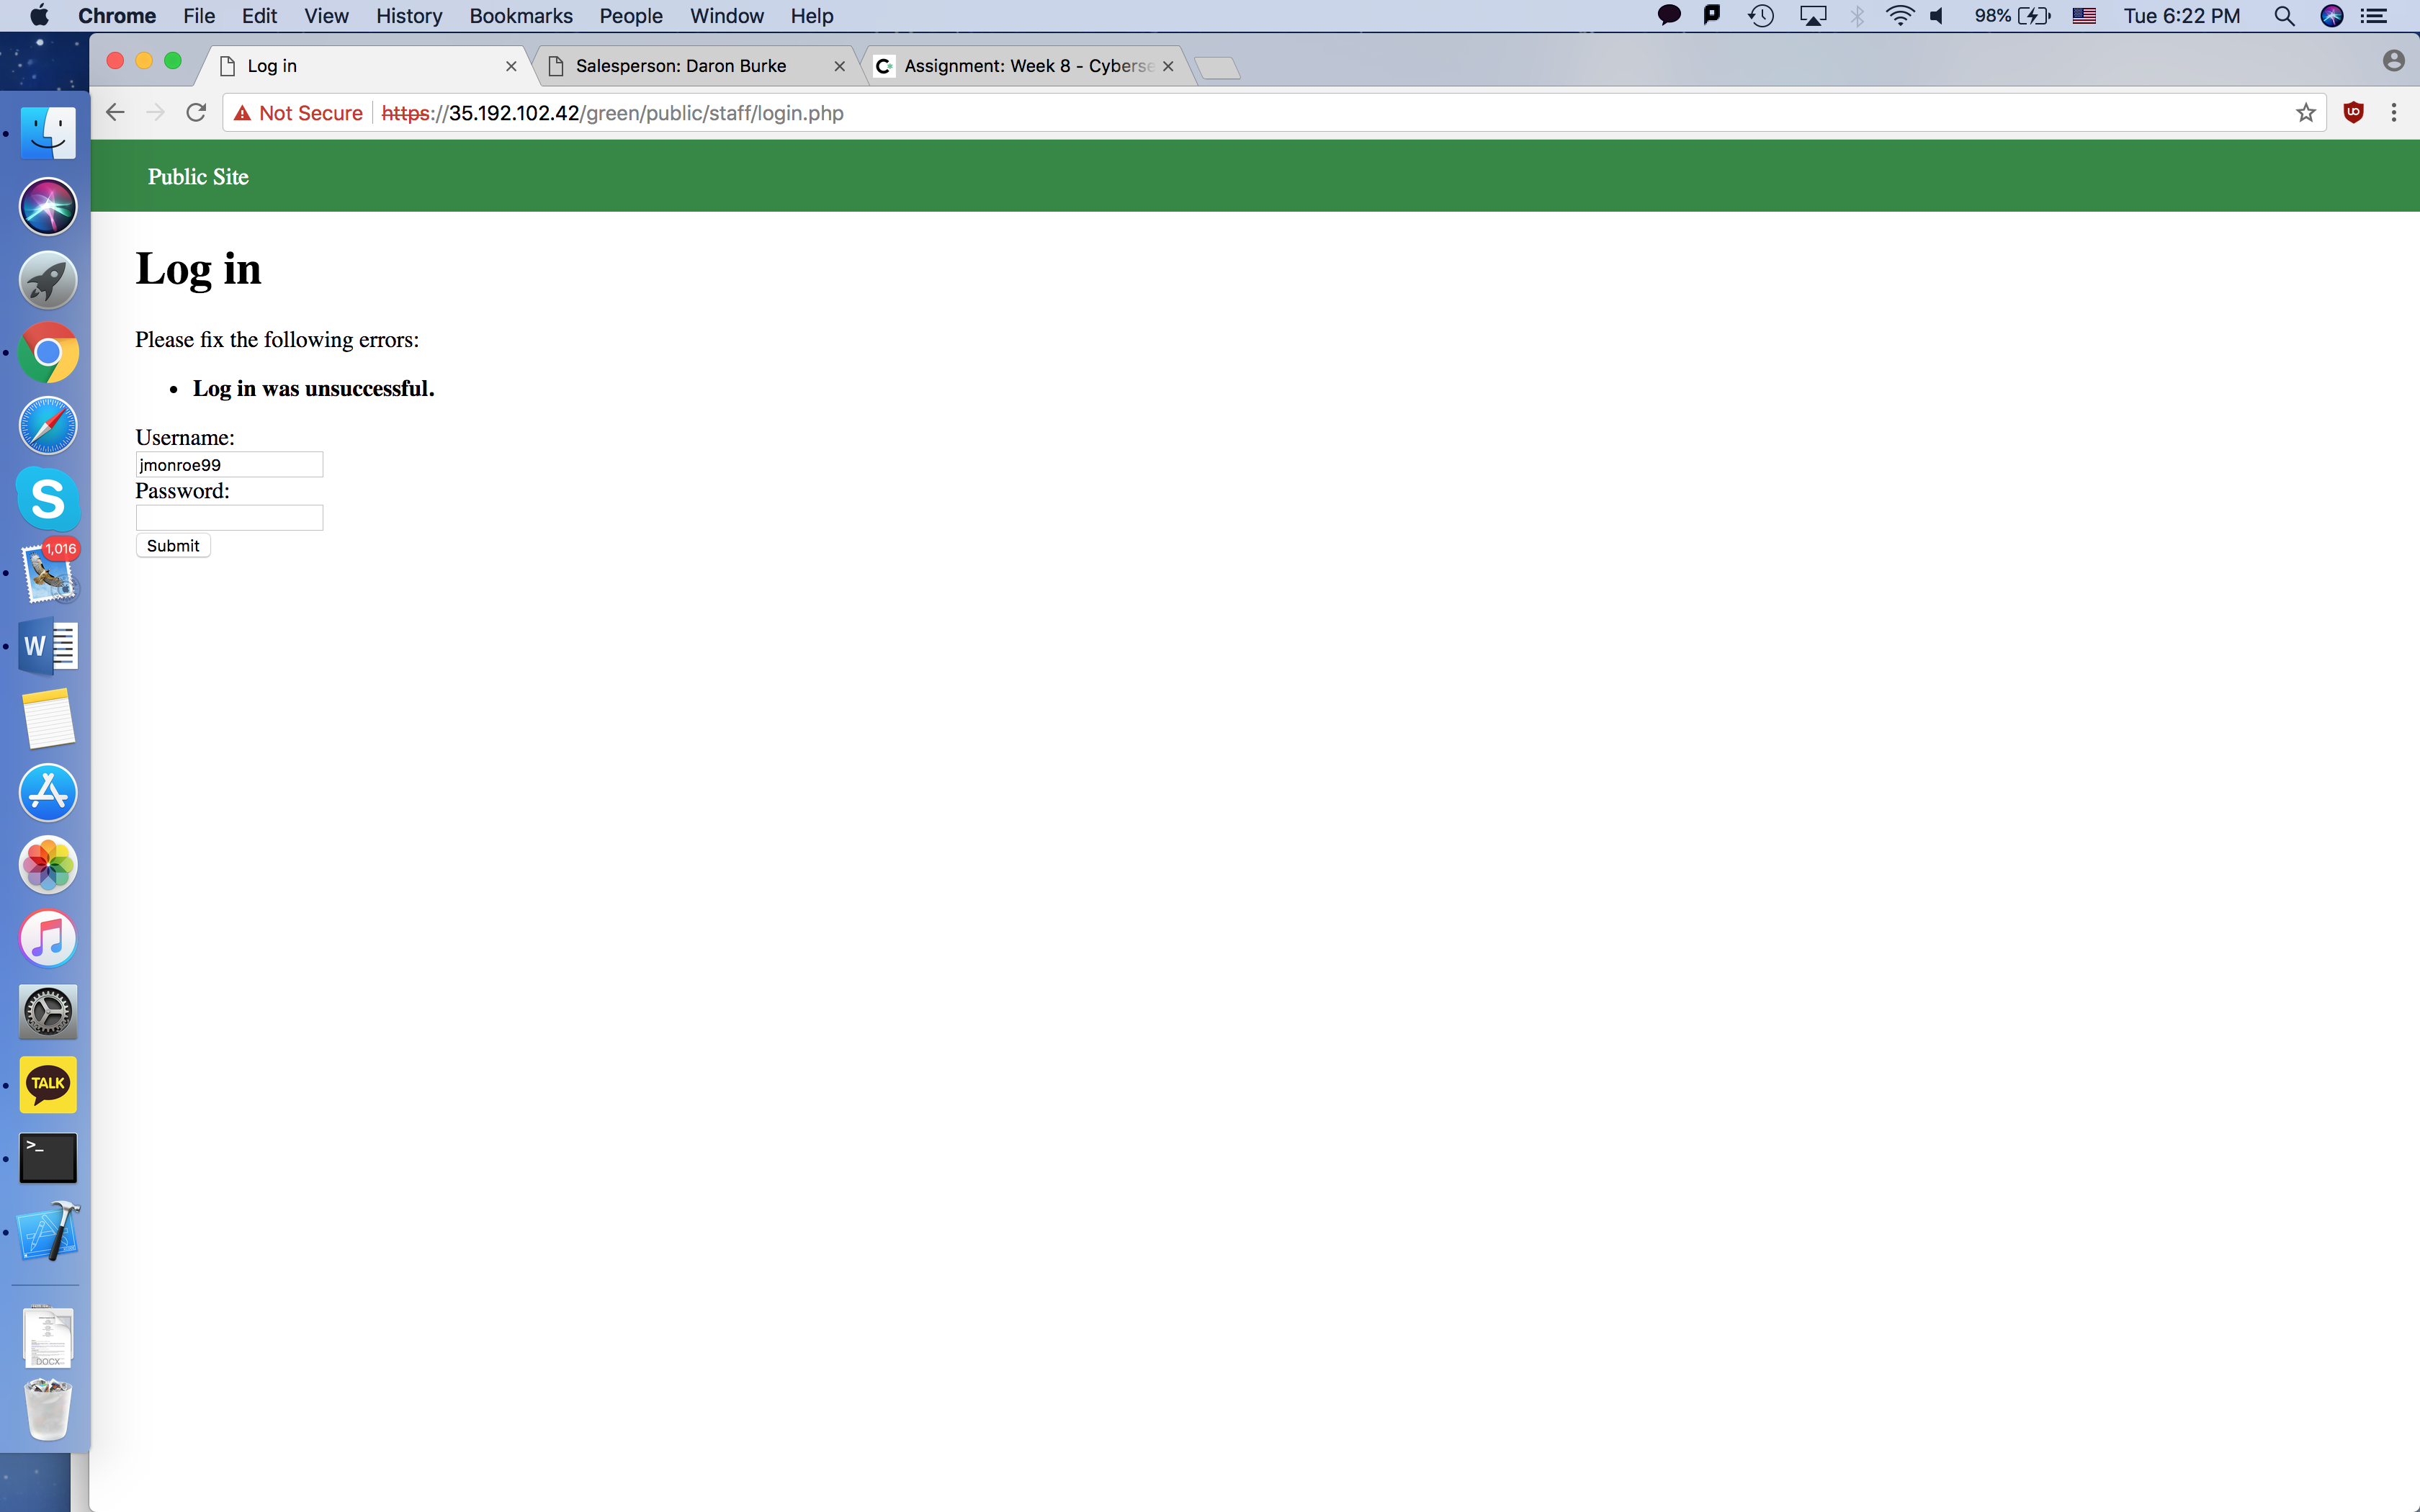 Chrome File Edit View History Bookmarks People Window Help 98% Tue 6:22 PM
Log in Salesperson: Daron Burke Assignment: Week 8 - Cyberse
Not Secure https://35.192.102.42/green/public/staff/login.php
Public Site
Log in
Please fix the following errors:
• Log in was unsuccessful.
Username:
jmonroe99
Password:
Submit
S
1,016
W
TALK
>_
DOCX